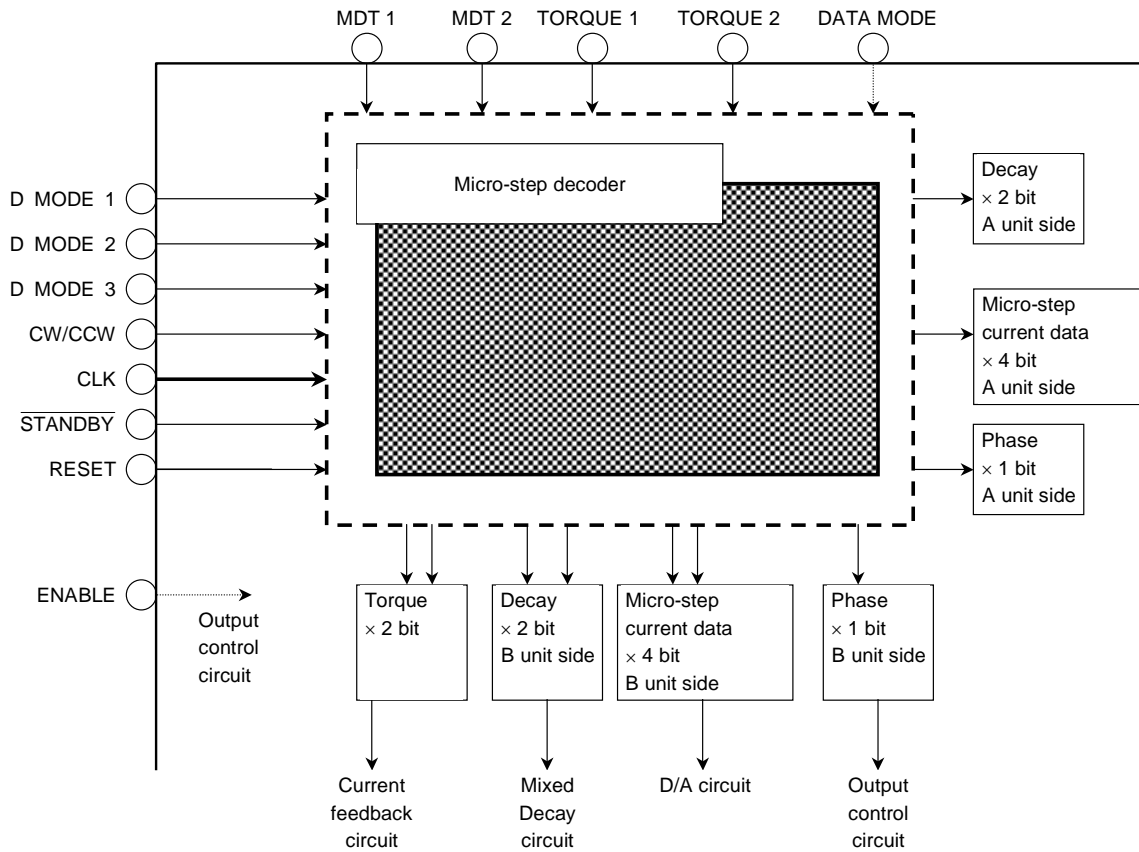 MDT 1
MDT 2
TORQUE 1
TORQUE 2
DATA MODE
D MODE 1
D MODE 2
D MODE 3
CW/CCW
CLK
STANDBY
RESET
ENABLE
Output
control
circuit
Micro-step decoder
Decay
× 2 bit
A unit side
Micro-step
current data
× 4 bit
A unit side
Phase
× 1 bit
A unit side
Torque
× 2 bit
Decay
× 2 bit
B unit side
Micro-step
current data
× 4 bit
B unit side
Phase
× 1 bit
B unit side
Current
feedback
circuit
Mixed
Decay
circuit
D/A circuit
Output
control
circuit